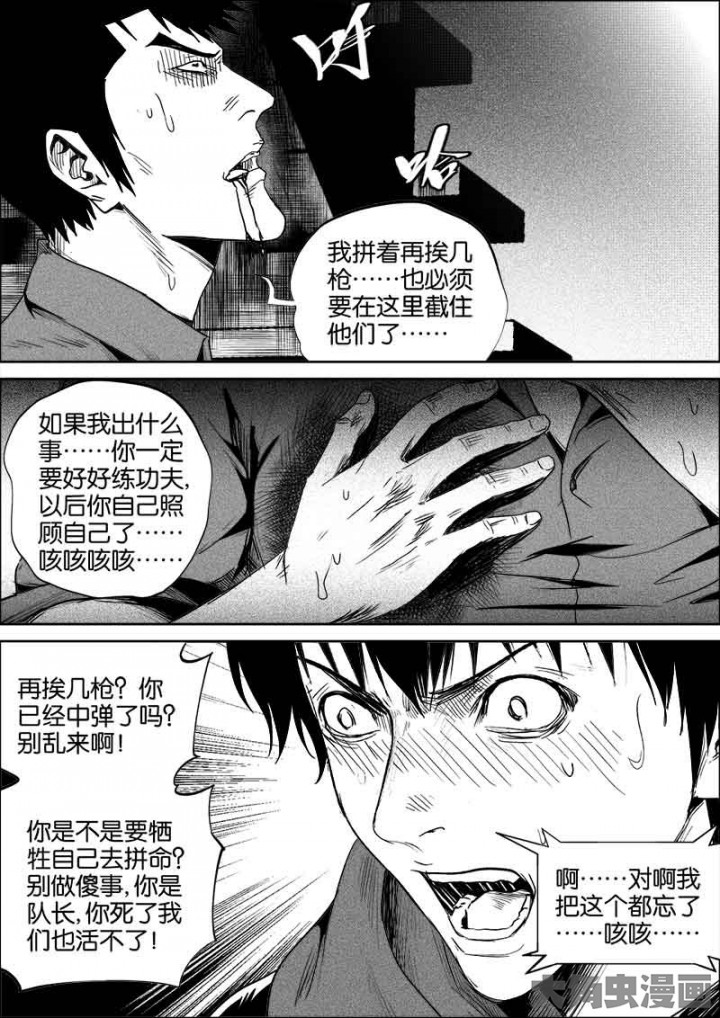 呼
哈
我拼着再挨几
枪……也必须
要在这里截住
他们了……
如果我出什么
事……你一定
要好好练功夫,
以后你自己照
顾自己了……
咳咳咳咳……
再挨几枪？你
已经中弹了吗？
别乱来啊！
你是不是要牺
牲自己去拼命？
别做傻事,你是
队长,你死了我
们也活不了！
啊……对啊我
把这个都忘了
……咳咳……
大有虫漫画